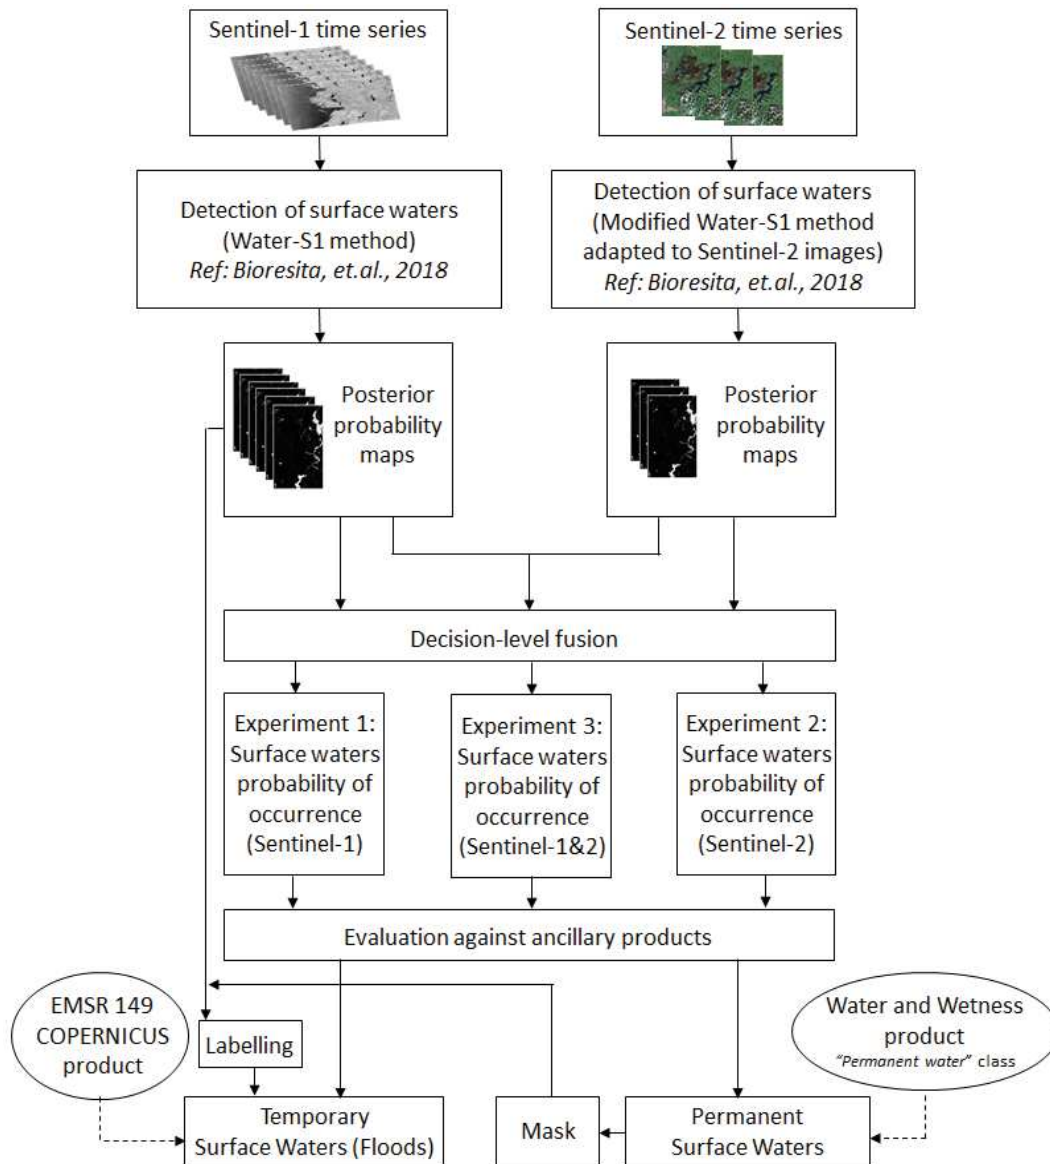 Sentinel-1 time series
Sentinel-2 time series
Detection of surface waters
(Water-S1 method)
Ref: Bioresita, et.al., 2018
Detection of surface waters
(Modified Water-S1 method
adapted to Sentinel-2 images)
Ref: Bioresita, et.al., 2018
Posterior
probability
maps
Posterior
probability
maps
Decision-level fusion
Experiment 1:
Surface waters
probability of
occurrence
(Sentinel-1)
Experiment 3:
Surface waters
probability of
occurrence
(Sentinel-1&2)
Experiment 2:
Surface waters
probability of
occurrence
(Sentinel-2)
Evaluation against ancillary products
EMSR 149
COPERNICUS
product
Labelling
Water and Wetness
product
“Permanent water” class
Temporary
Surface Waters (Floods)
Mask
Permanent
Surface Waters